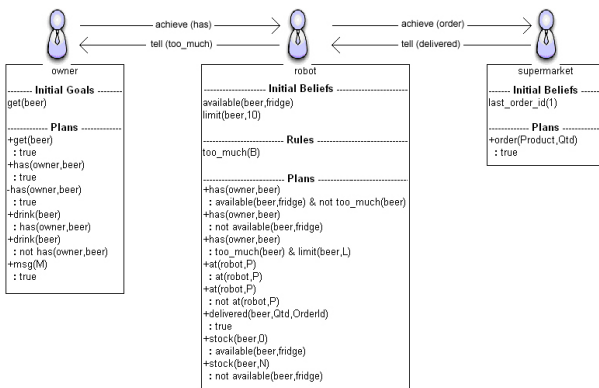 achieve (has)
achieve (order)
tell (too_much)
tell (delivered)
owner
-------- Initial Goals --------
get(beer)
----------- Plans -----------
+get(beer)
: true
+has(owner,beer)
: true
-has(owner,beer)
: true
+drink(beer)
: has(owner,beer)
+drink(beer)
: not has(owner,beer)
+msg(M)
: true
robot
---------- Initial Beliefs ----------
available(beer,fridge)
limit(beer,10)
---------- Rules ----------
too_much(B)
---------- Plans ----------
+has(owner,beer)
: available(beer,fridge) & not too_much(beer)
+has(owner,beer)
: not available(beer,fridge)
+has(owner,beer)
: too_much(beer) & limit(beer,L)
+at(robot,P)
: at(robot,P)
+at(robot,P)
: not at(robot,P)
+delivered(beer,Qtd,OrderId)
: true
+stock(beer,0)
: available(beer,fridge)
+stock(beer,N)
: not available(beer,fridge)
supermarket
------- Initial Beliefs -------
last_order_id(1)
----------- Plans -----------
+order(Product,Qtd)
: true